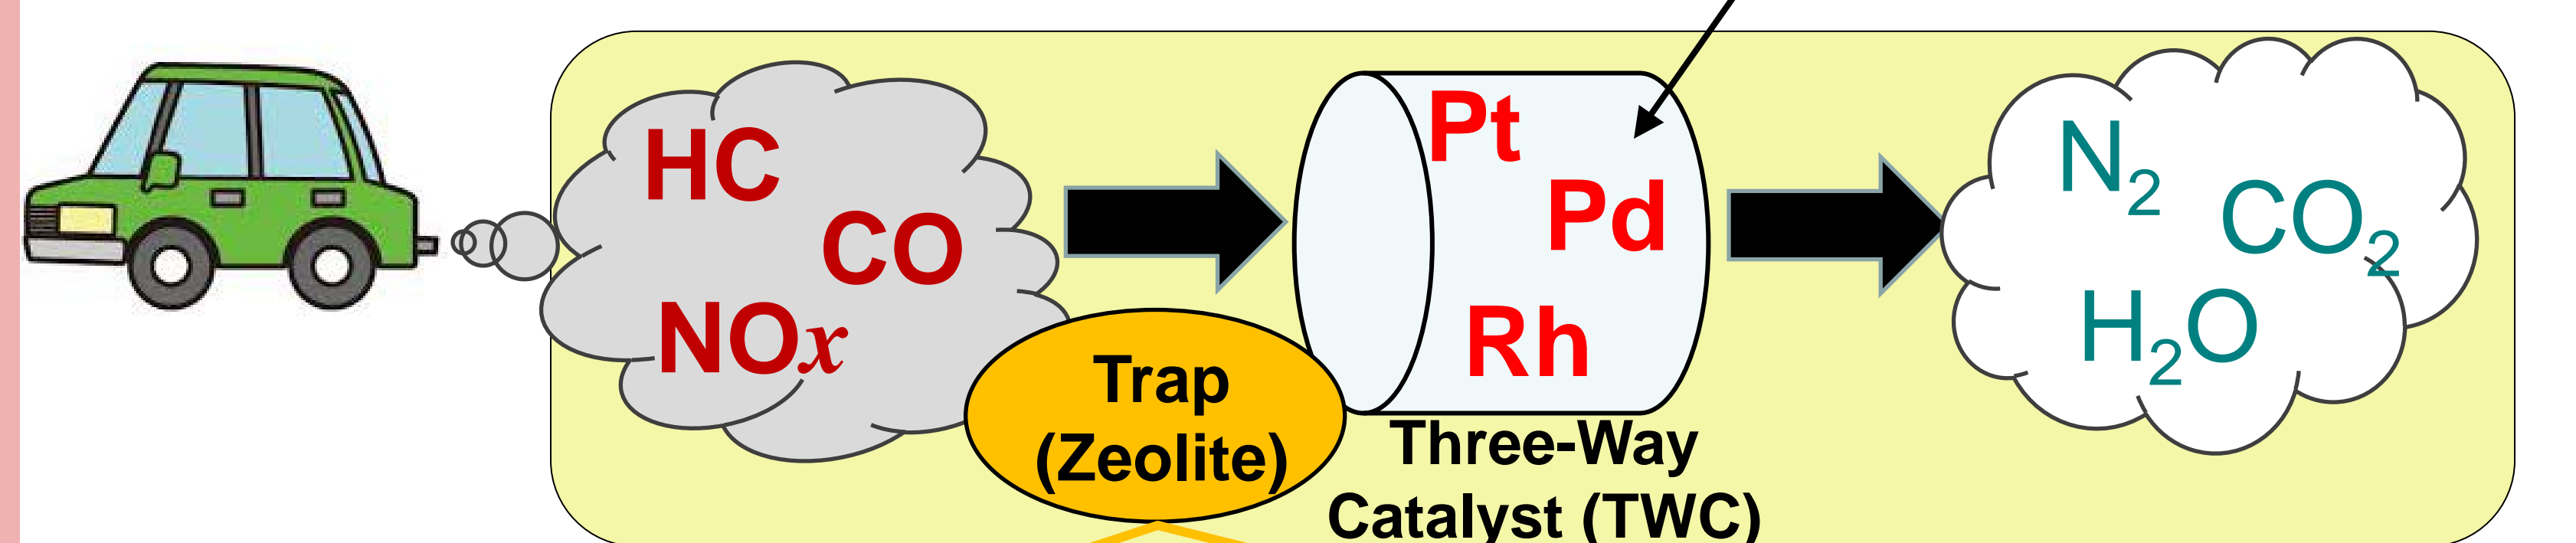 HC
CO
NOx
Trap
(Zeolite)
Pt
Pd
Rh
Three-Way
Catalyst (TWC)
N2
CO2
H2O